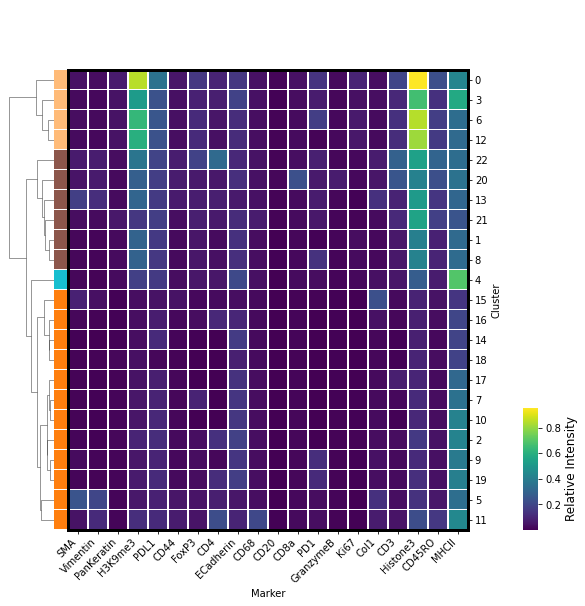 0
3
6
12
22
20
13
21
1
8
4
15
16
14
18
17
7
10
2
9
19
5
11
Cluster
SMA
Vimentin
PanKeratin
H3K9me3
PDL1
CD44
FoxP3
CD4
ECadherin
CD68
CD20
CD8a
PD1
GranzymeB
Ki67
Col1
CD3
Histone3
CD45RO
MHCII
Marker
0.8
0.6
0.4
0.2
Relative Intensity